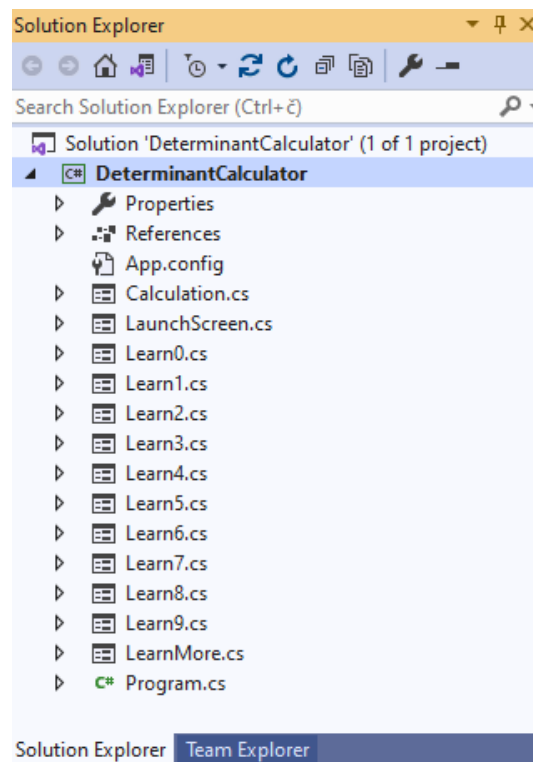 Solution Explorer
Search Solution Explorer (Ctrl+č)
Solution 'DeterminantCalculator' (1 of 1 project)
C# DeterminantCalculator
Properties
References
App.config
Calculation.cs
LaunchScreen.cs
Learn0.cs
Learn1.cs
Learn2.cs
Learn3.cs
Learn4.cs
Learn5.cs
Learn6.cs
Learn7.cs
Learn8.cs
Learn9.cs
LearnMore.cs
C# Program.cs
Solution Explorer Team Explorer